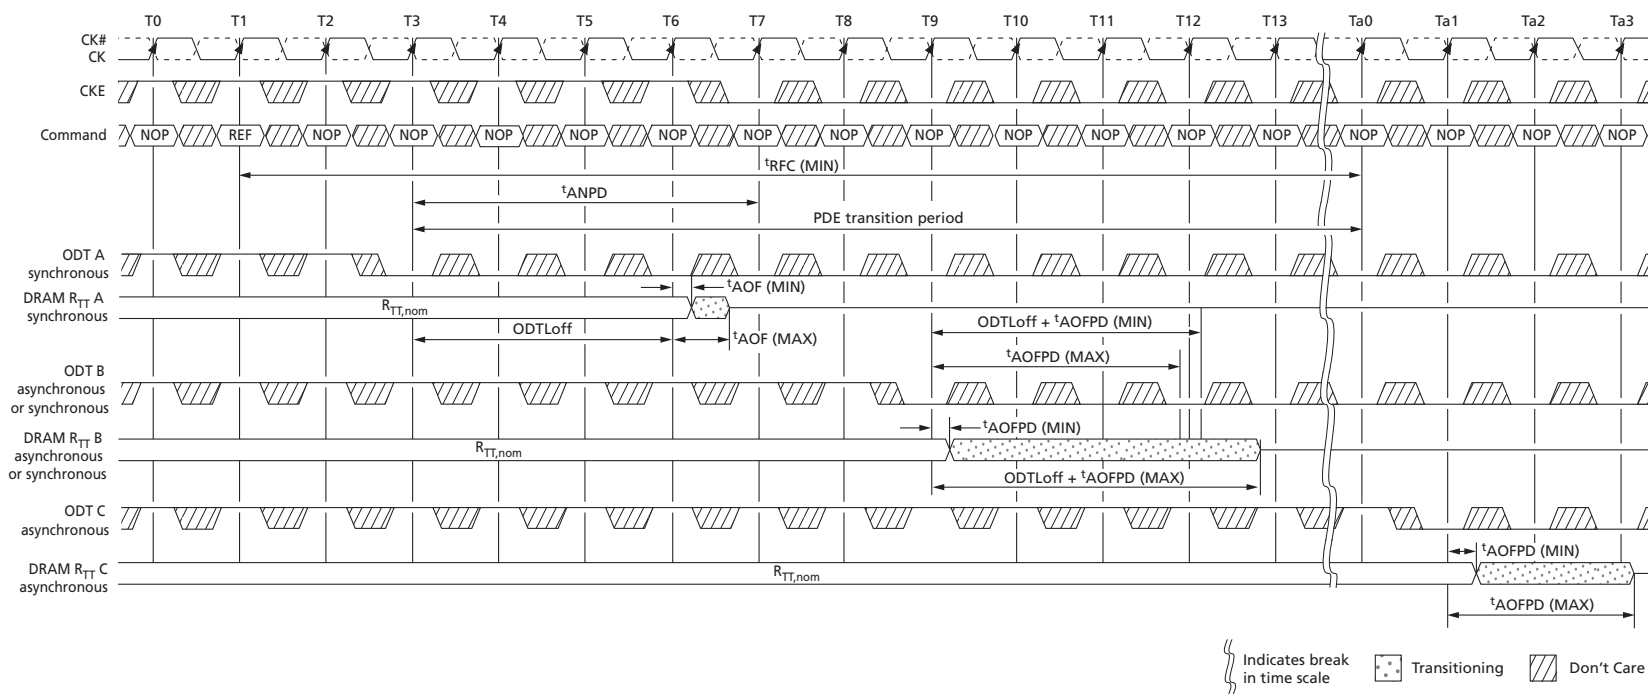 T0 T1 T2 T3 T4 T5 T6 T7 T8 T9 T10 T11 T12 T13 Ta0 Ta1 Ta2 Ta3
CK#
CK
CKE
Command NOP REF NOP NOP NOP NOP NOP NOP NOP NOP NOP NOP NOP NOP NOP NOP NOP NOP
tRFC (MIN)
tANPD
PDE transition period
ODT A
synchronous
tAOF (MIN)
DRAM RTT A
synchronous
RTT,nom
ODTLoff + tAOFPD (MIN)
ODTLoff
tAOF (MAX)
tAOFPD (MAX)
ODT B
asynchronous
or synchronous
tAOFPD (MIN)
DRAM RTT B
asynchronous
or synchronous
RTT,nom
ODTLoff + tAOFPD (MAX)
ODT C
asynchronous
tAOFPD (MIN)
DRAM RTT C
asynchronous
RTT,nom
tAOFPD (MAX)
Indicates break
in time scale
Transitioning
Don't Care